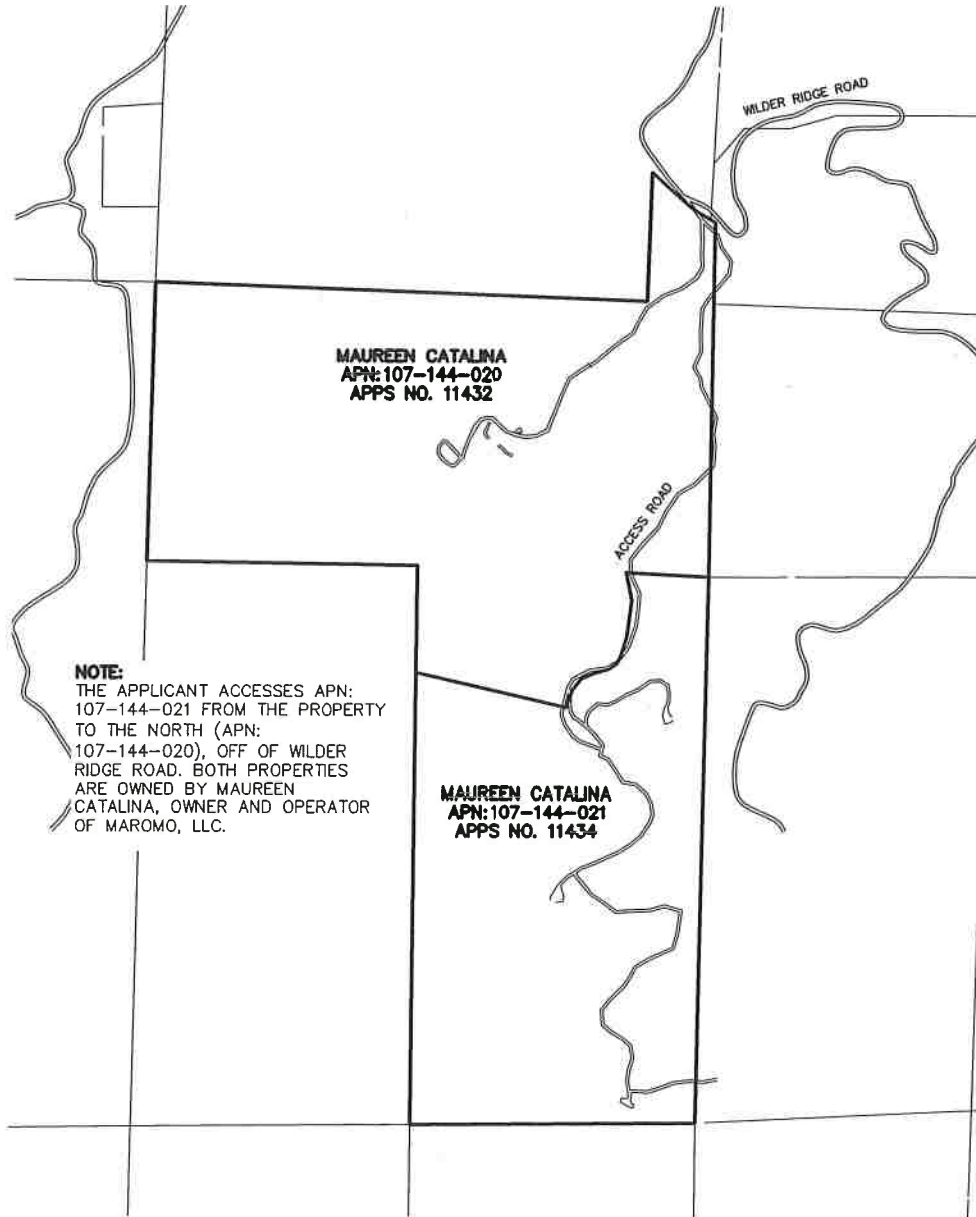 WILDER RIDGE ROAD
MAUREEN CATALINA
APN: 107-144-020
APPS NO. 11432
ACCESS ROAD
NOTE:
THE APPLICANT ACCESSES APN:
107-144-021 FROM THE PROPERTY
TO THE NORTH (APN:
107-144-020), OFF OF WILDER
RIDGE ROAD. BOTH PROPERTIES
ARE OWNED BY MAUREEN
CATALINA, OWNER AND OPERATOR
OF MAROMO, LLC.
MAUREEN CATALINA
APN: 107-144-021
APPS NO. 11434